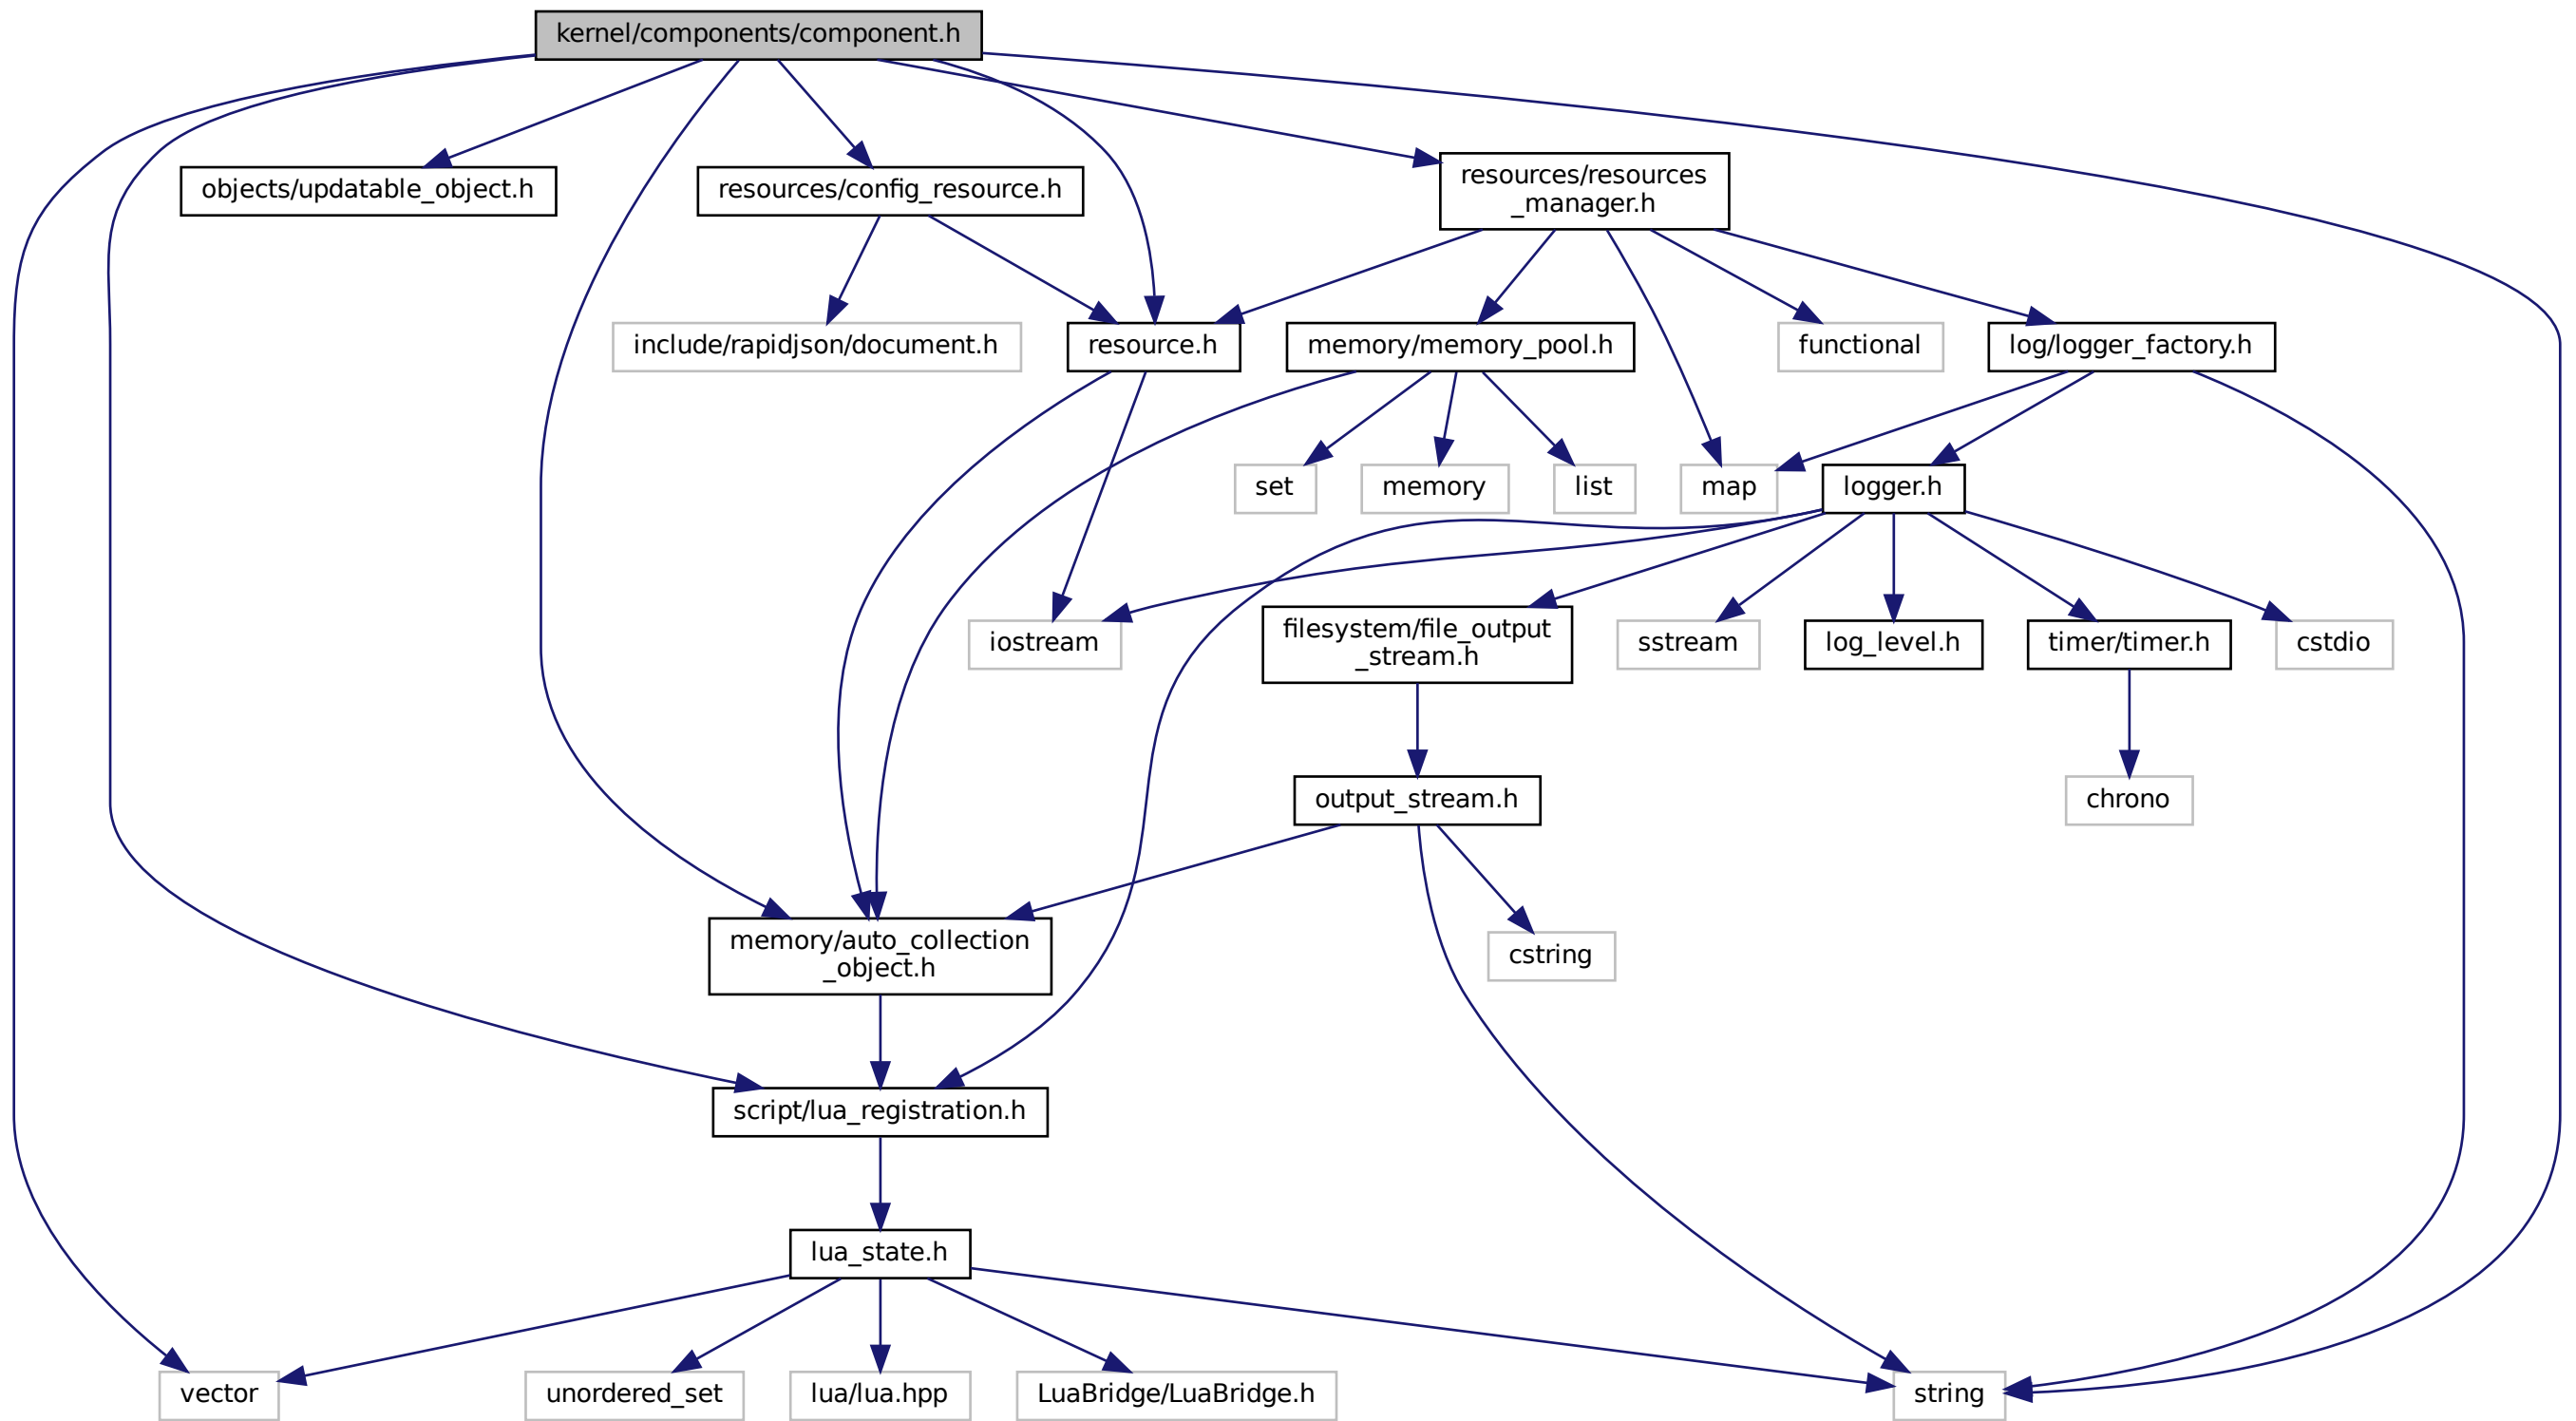 kernel/components/component.h
objects/updatable_object.h
resources/config_resource.h
resources/resources
_manager.h
include/rapidjson/document.h
resource.h
memory/memory_pool.h
functional
log/logger_factory.h
set
memory
list
map
logger.h
iostream
filesystem/file_output
_stream.h
sstream
log_level.h
timer/timer.h
cstdio
output_stream.h
chrono
memory/auto_collection
_object.h
cstring
script/lua_registration.h
lua_state.h
vector
unordered_set
lua/lua.hpp
LuaBridge/LuaBridge.h
string